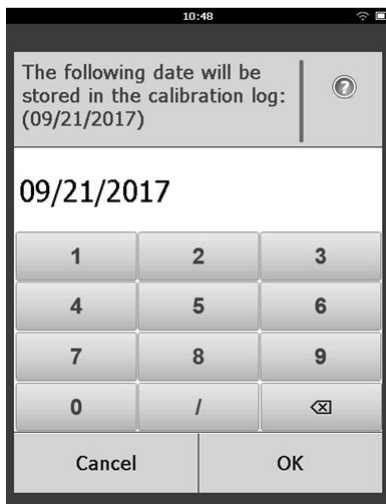 10:48
The following date will be
stored in the calibration log:
(09/21/2017)
?
09/21/2017
1 2 3
4 5 6
7 8 9
0 /
Cancel OK